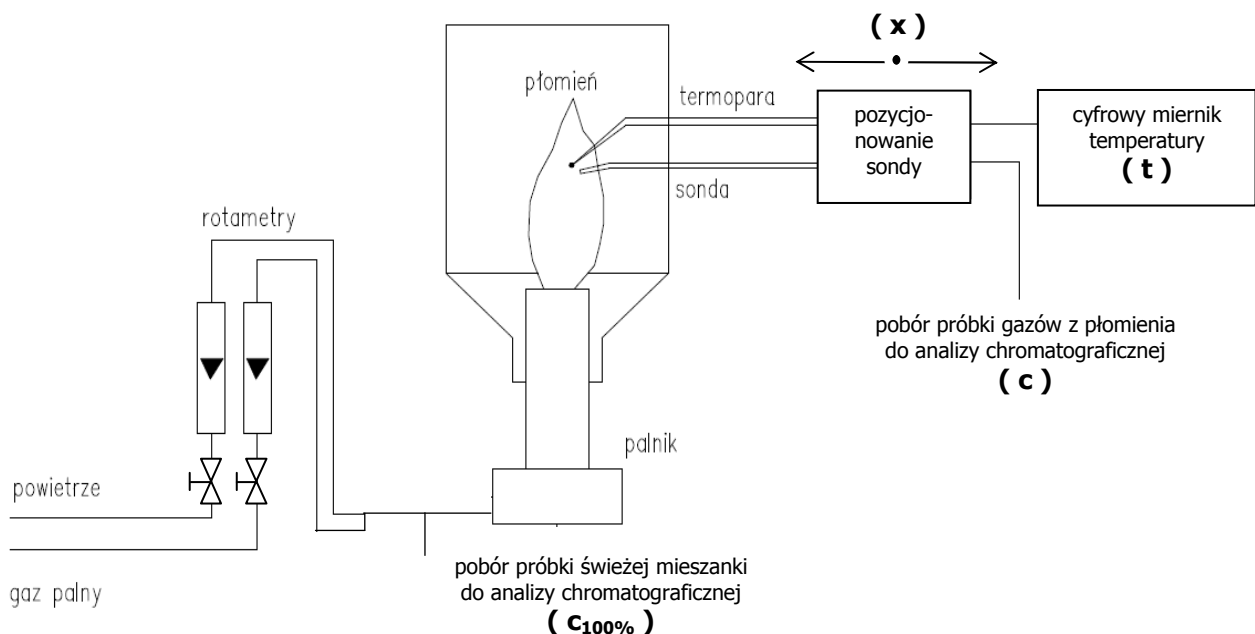 ( x )
płomień
termopara
pozycjo-
nowanie
sondy
cyfrowy miernik
temperatury
( t )
sonda
rotametry
pobór próbki gazów z płomienia
do analizy chromatograficznej
( c )
palnik
powietrze
gaz palny
pobór próbki świeżej mieszanki
do analizy chromatograficznej
( c100% )